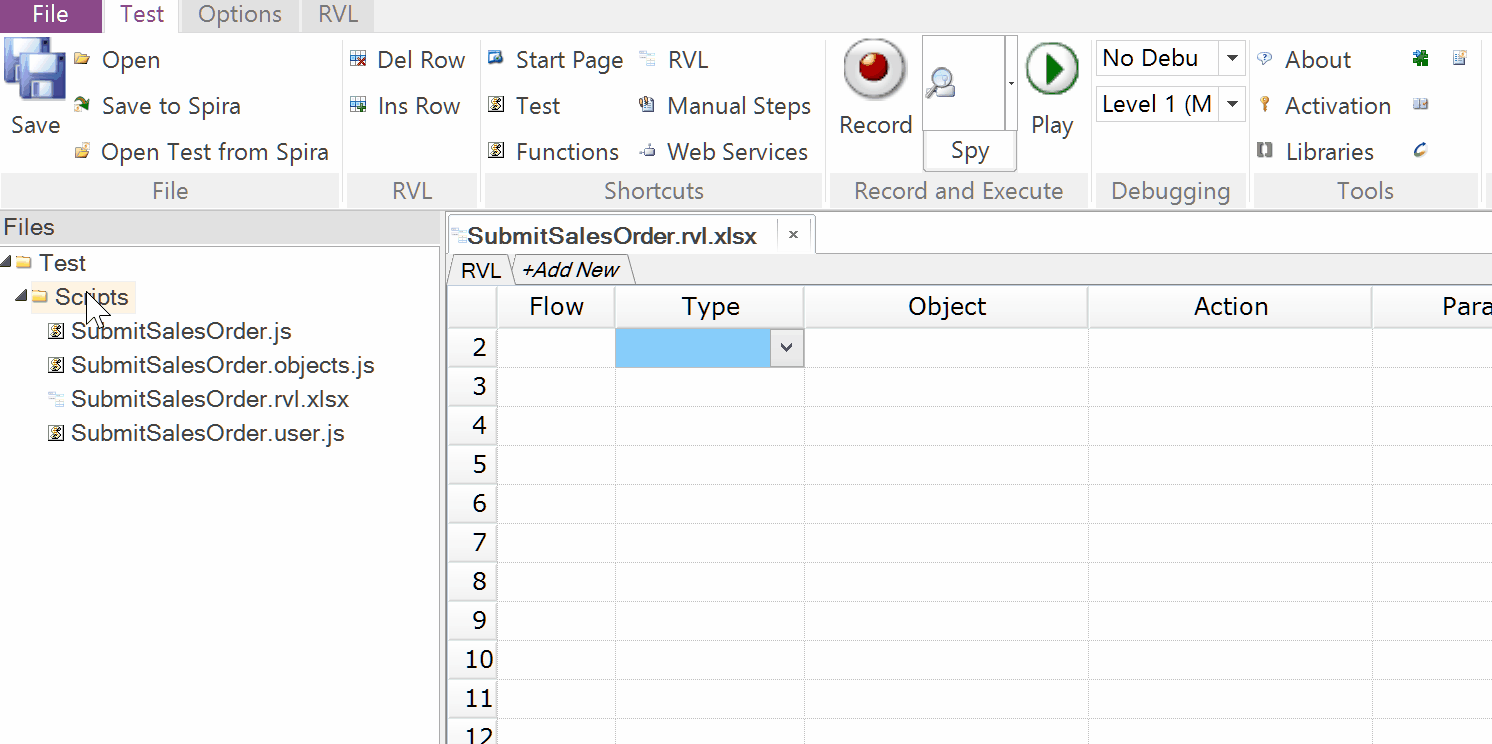 File Test Options RVL
Open Del Row Start Page RVL No Debu About
Save to Spira Ins Row Test Manual Steps Level 1 (M Activation
Save Record Play
Open Test from Spira Functions Web Services Spy Libraries
File RVL Shortcuts Record and Execute Debugging Tools
Files
SubmitSalesOrder.rvl.xlsx
Test
RVL +Add New
Scripts
Flow Type Object Action Para
SubmitSalesOrder.js
2
SubmitSalesOrder.objects.js
3
SubmitSalesOrder.rvl.xlsx
4
SubmitSalesOrder.user.js
5
6
7
8
9
10
11
12